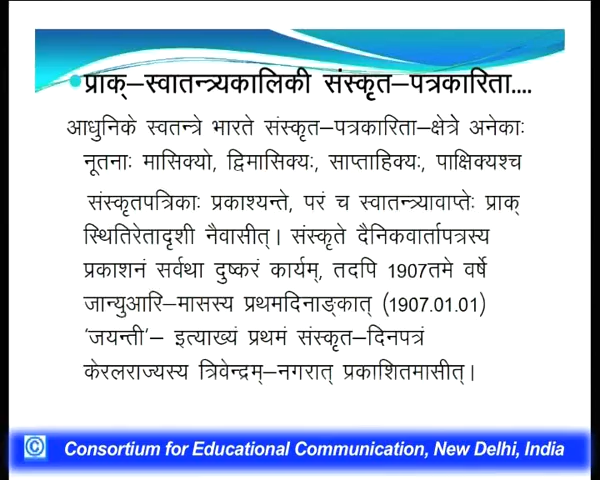 प्राक्–स्वातन्त्र्यकालिकी संस्कृत–पत्रकारिता....
आधुनिके स्वतन्त्रे भारते संस्कृत–पत्रकारिता–क्षेत्रे अनेकाः
नूतनाः मासिक्यो, द्विमासिक्यः, साप्ताहिक्यः, पाक्षिक्यश्च
संस्कृतपत्रिकाः प्रकाश्यन्ते, परं च स्वातन्त्र्यावाप्तेः प्राक्
स्थितिरेतादृशी नैवासीत्। संस्कृते दैनिकवार्तापत्रस्य
प्रकाशनं सर्वथा दुष्करं कार्यम्, तदपि 1907तमे वर्षे
जान्युआरि–मासस्य प्रथमदिनाङ्कात् (1907.01.01)
'जयन्ती'– इत्याख्यं प्रथमं संस्कृत–दिनपत्रं
केरलराज्यस्य त्रिवेन्द्रम्–नगरात् प्रकाशितमासीत्।
© Consortium for Educational Communication, New Delhi, India